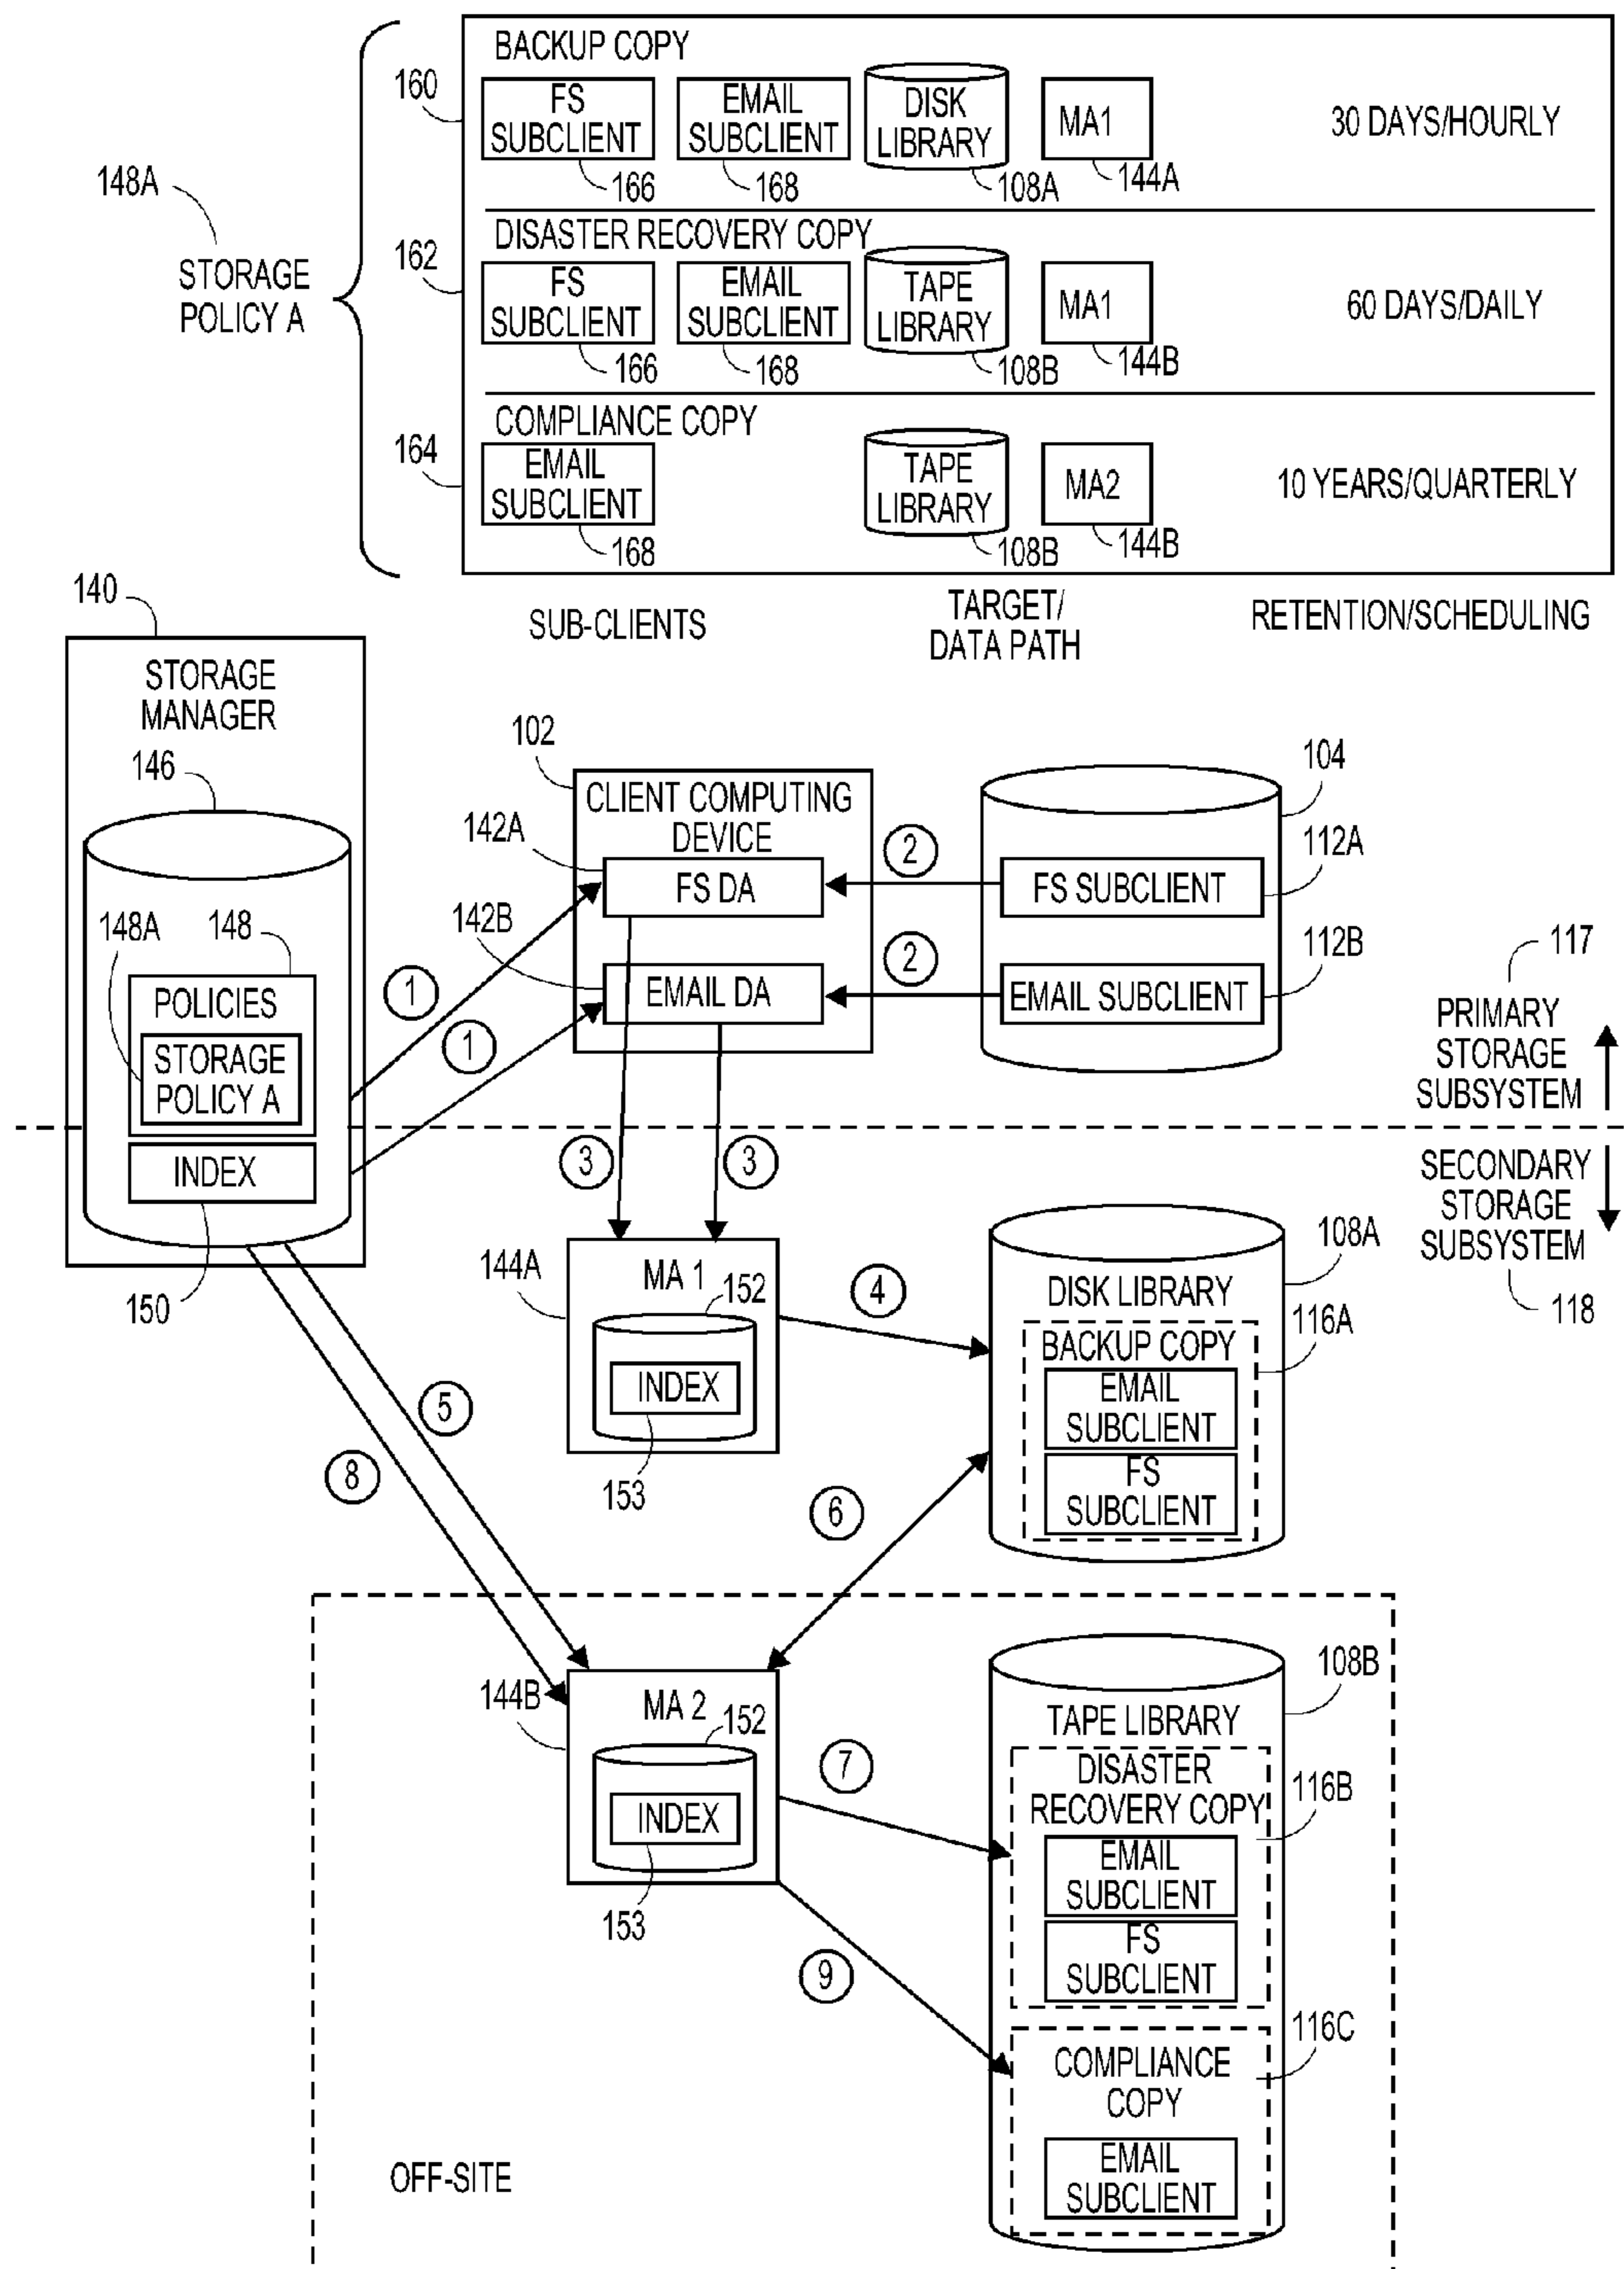 BACKUP COPY
160
FS
SUBCLIENT
166
EMAIL
SUBCLIENT
168
DISK
LIBRARY
108A
MA1
144A
30 DAYS/HOURLY
148A
STORAGE
POLICY A
DISASTER RECOVERY COPY
162
FS
SUBCLIENT
166
EMAIL
SUBCLIENT
168
TAPE
LIBRARY
108B
MA1
144B
60 DAYS/DAILY
COMPLIANCE COPY
164
EMAIL
SUBCLIENT
168
TAPE
LIBRARY
108B
MA2
144B
10 YEARS/QUARTERLY
SUB-CLIENTS
TARGET/
DATA PATH
RETENTION/SCHEDULING
140
STORAGE
MANAGER
146
148A
148
POLICIES
STORAGE
POLICY A
INDEX
150
1
1
102
CLIENT COMPUTING
DEVICE
142A
FS DA
142B
EMAIL DA
2
2
104
FS SUBCLIENT
112A
EMAIL SUBCLIENT
112B
117
PRIMARY
STORAGE
SUBSYSTEM
SECONDARY
STORAGE
SUBSYSTEM
118
3
3
144A
MA 1
152
INDEX
153
4
108A
DISK LIBRARY
116A
BACKUP COPY
EMAIL
SUBCLIENT
FS
SUBCLIENT
5
8
6
144B
MA 2
152
INDEX
153
7
9
108B
TAPE LIBRARY
DISASTER
RECOVERY COPY
116B
EMAIL
SUBCLIENT
FS
SUBCLIENT
116C
COMPLIANCE
COPY
EMAIL
SUBCLIENT
OFF-SITE